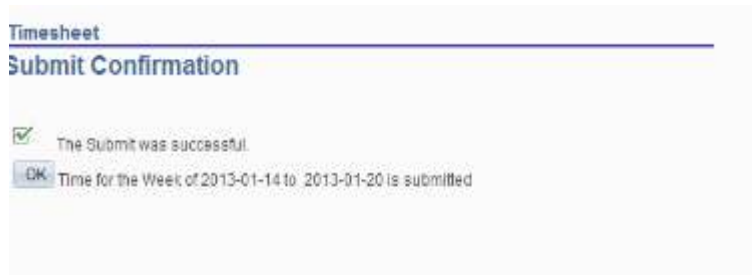 Timesheet
Submit Confirmation
The Submit was successful.
OK Time for the Week of 2013-01-14 to 2013-01-20 is submitted